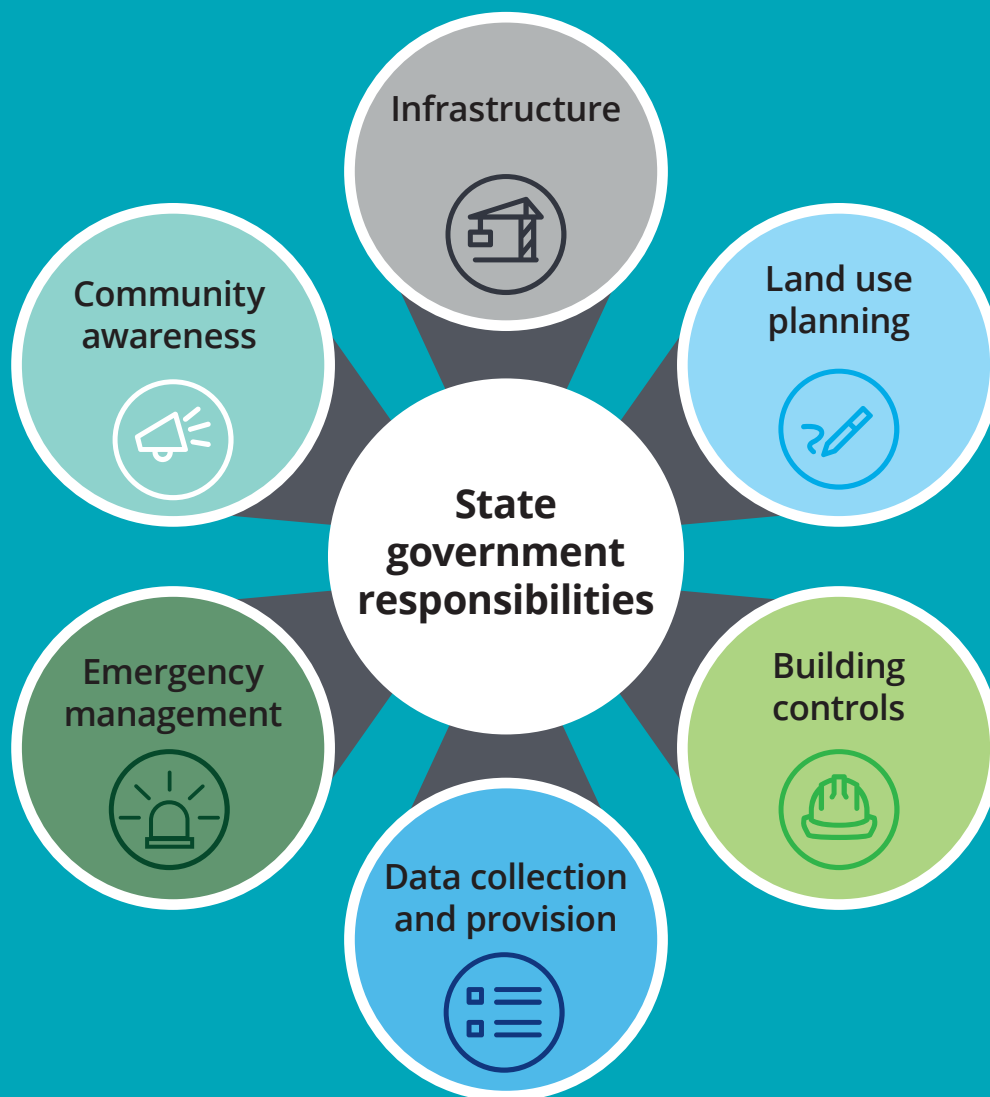 Infrastructure
Land use
planning
Building
controls
Data collection
and provision
Emergency
management
Community
awareness
State
government
responsibilities